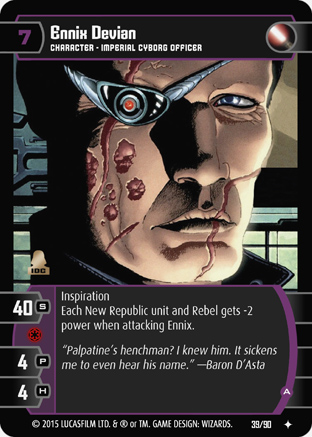 7 Ennix Devian
CHARACTER - IMPERIAL CYBORG OFFICER
IDC
40 S
4 P
4 H
Inspiration
Each New Republic unit and Rebel gets -2
power when attacking Ennix.
“Palpatine's henchman? I knew him. It sickens
me to even hear his name.” —Baron D'Asta
A
© 2015 LUCASFILM LTD. & ® or TM. GAME DESIGN: WIZARDS. 39/90